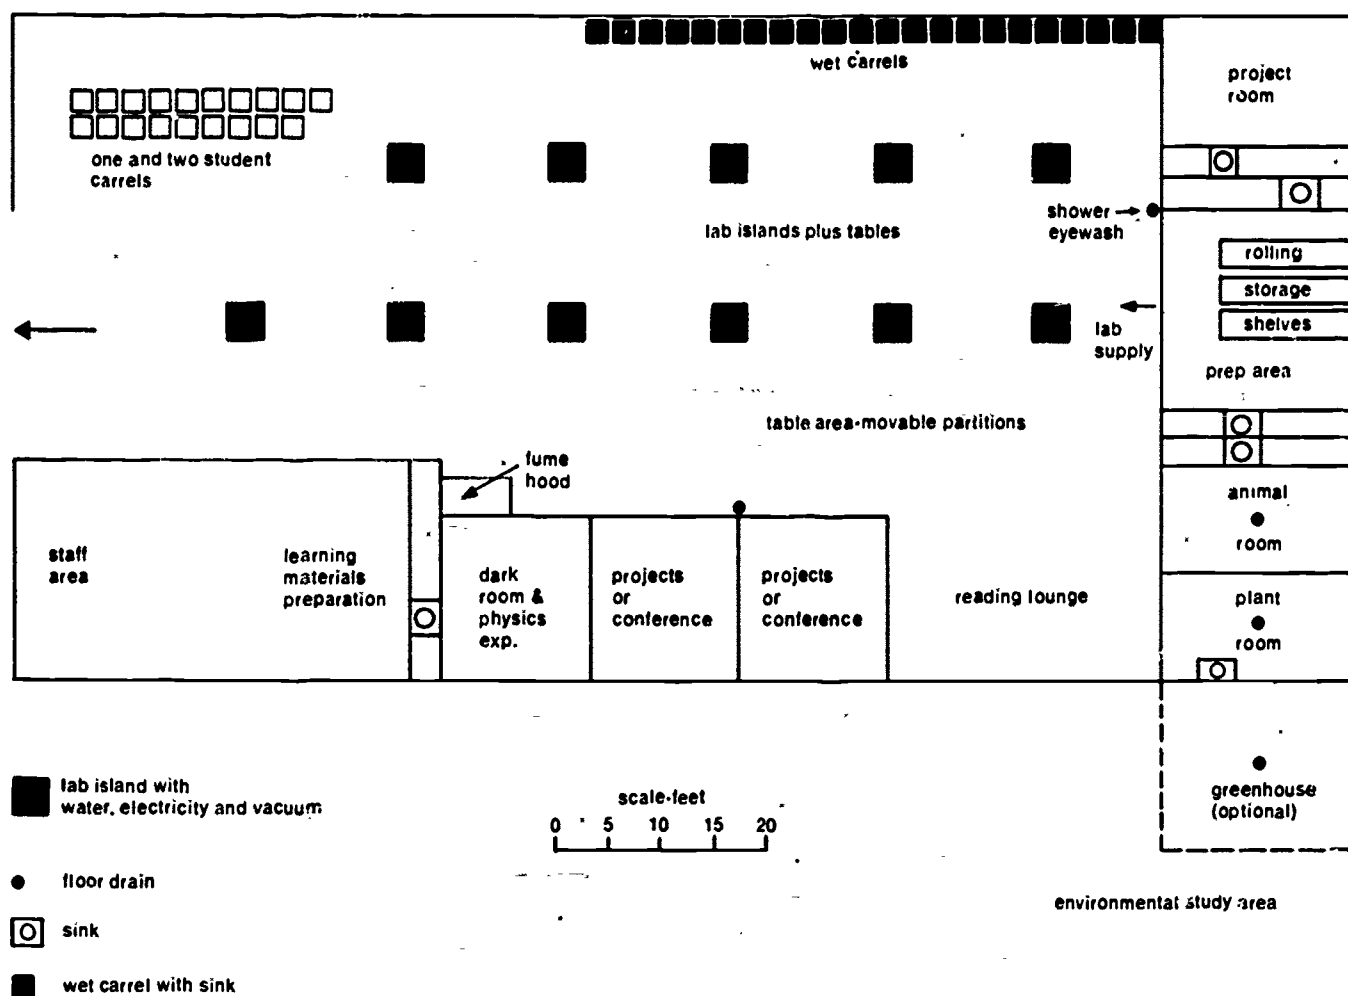 wet carrels
project
room
one and two student
carrels
shower
eyewash
lab islands plus tables
rolling
storage
shelves
lab
supply
prep area
table area-movable partitions
fume
hood
animal
room
staff
area
learning
materials
preparation
dark
room &
physics
exp.
projects
or
conference
projects
or
conference
reading lounge
plant
room
lab island with
water, electricity and vacuum
scale-feet
0 5 10 15 20
greenhouse
(optional)
floor drain
environmental study area
sink
wet carrel with sink